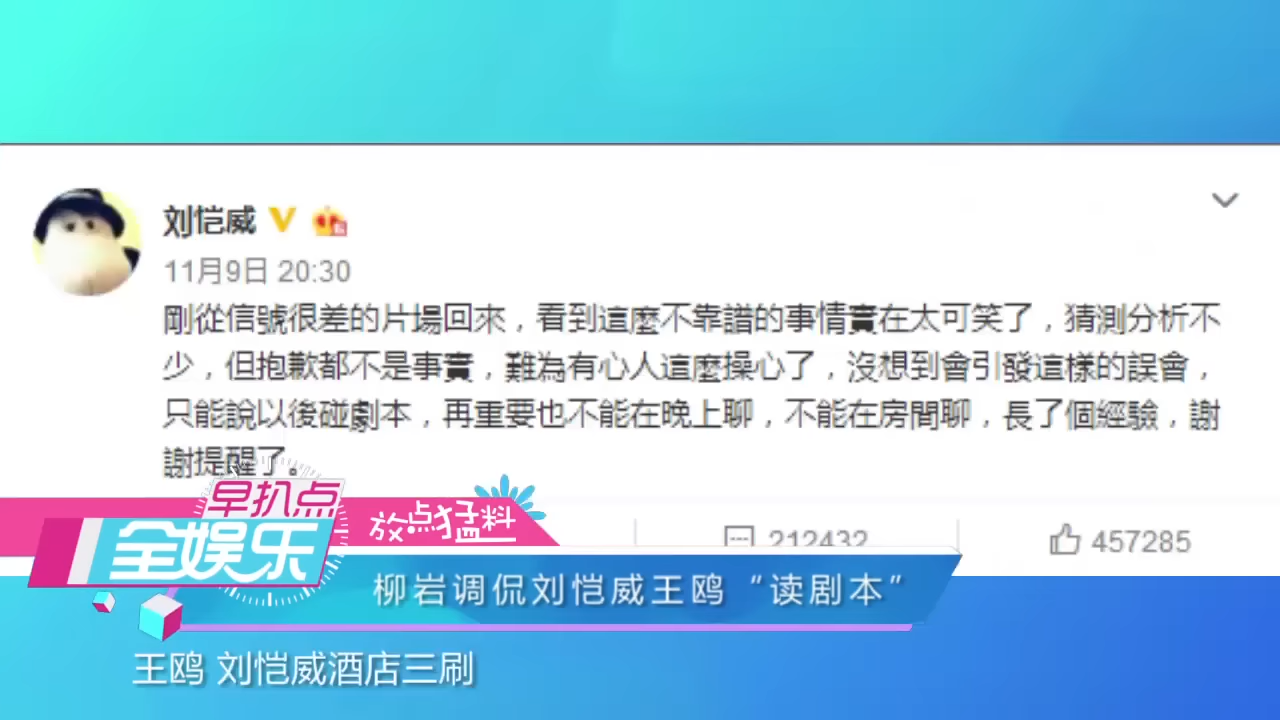 刘恺威
11月9日 20:30
剛從信號很差的片場回來，看到這麼不靠譜的事情實在太可笑了，猜測分析不
少，但抱歉都不是事實，難為有心人這麼操心了，沒想到會引發這樣的誤會，
只能說以後碰劇本，再重要也不能在晚上聊，不能在房間聊，長了個經驗，謝
謝提醒了。
212432
457285
早扒点
全娱乐
放点猛料
柳岩调侃刘恺威王鸥“读剧本”
王鸥 刘恺威酒店三刷